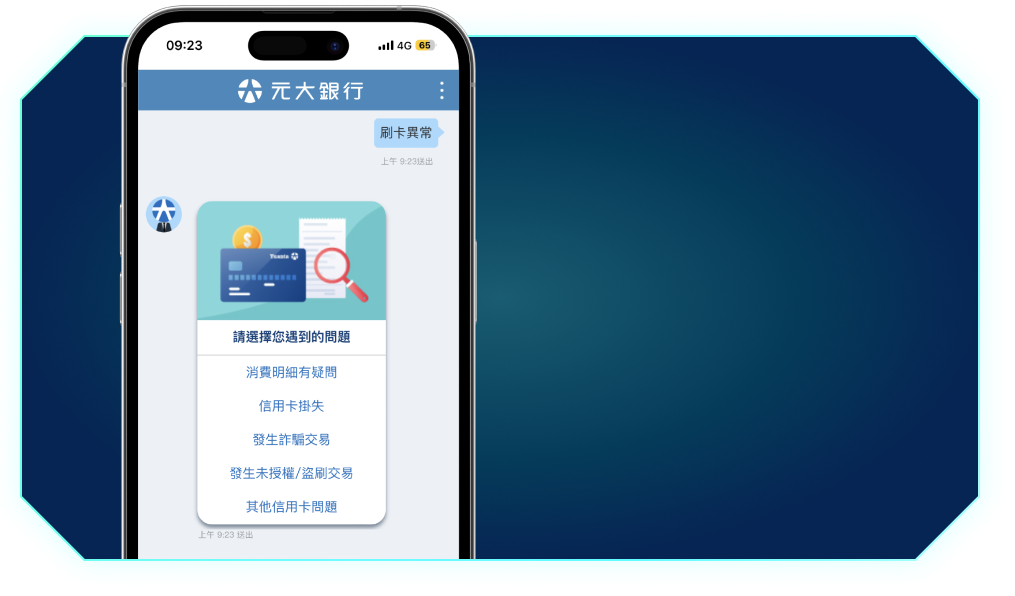 09:23
4G 65
元大銀行
刷卡異常
上午 9:23送出
$
請選擇您遇到的問題
消費明細有疑問
信用卡掛失
發生詐騙交易
發生未授權/盜刷交易
其他信用卡問題
上午 9:23 送出